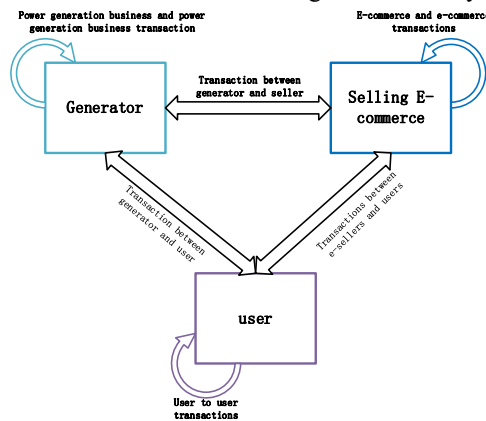 Power generation business and power
generation business transaction
E-commerce and e-commerce
transactions
Transaction between
generator and seller
Generator
Selling E-
commerce
Transaction between
generator and user
Transactions between
e-sellers and users
user
User to user
transactions